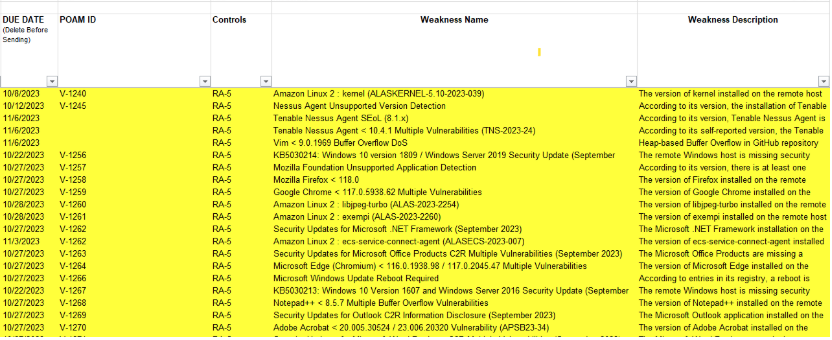 DUE DATE POAM ID Controls Weakness Name Weakness Description
(Delete Before
Sending)
10/8/2023 V-1240 RA-5 Amazon Linux 2 : kernel (ALASKERNEL-5.10-2023-039) The version of kernel installed on the remote host
10/12/2023 V-1245 RA-5 Nessus Agent Unsupported Version Detection According to its version, the installation of Tenable
11/6/2023 RA-5 Tenable Nessus Agent SEoL (8.1.x) According to its version, Tenable Nessus Agent is
11/6/2023 RA-5 Tenable Nessus Agent < 10.4.1 Multiple Vulnerabilities (TNS-2023-24) According to its self-reported version, the Tenable
11/6/2023 RA-5 Vim < 9.0.1969 Buffer Overflow DoS Heap-based Buffer Overflow in GitHub repository
10/22/2023 V-1256 RA-5 KB5030214: Windows 10 version 1809 / Windows Server 2019 Security Update (September The remote Windows host is missing security
10/27/2023 V-1257 RA-5 Mozilla Foundation Unsupported Application Detection According to its version, there is at least one
10/27/2023 V-1258 RA-5 Mozilla Firefox < 118.0 The version of Firefox installed on the remote
10/27/2023 V-1259 RA-5 Google Chrome < 117.0.5938.62 Multiple Vulnerabilities The version of Google Chrome installed on the
10/28/2023 V-1260 RA-5 Amazon Linux 2 : libjpeg-turbo (ALAS-2023-2254) The version of libjpeg-turbo installed on the remote
10/28/2023 V-1261 RA-5 Amazon Linux 2 : exempi (ALAS-2023-2260) The version of exempi installed on the remote host
10/27/2023 V-1262 RA-5 Security Updates for Microsoft .NET Framework (September 2023) The Microsoft .NET Framework installation on the
11/3/2023 V-1262 RA-5 Amazon Linux 2 : ecs-service-connect-agent (ALASECS-2023-007) The version of ecs-service-connect-agent installed
10/27/2023 V-1263 RA-5 Security Updates for Microsoft Office Products C2R Multiple Vulnerabilities (September 2023) The Microsoft Office Products are missing a
10/27/2023 V-1264 RA-5 Microsoft Edge (Chromium) < 116.0.1938.98 / 117.0.2045.47 Multiple Vulnerabilities The version of Microsoft Edge installed on the
10/27/2023 V-1266 RA-5 Microsoft Windows Update Reboot Required According to entries in its registry, a reboot is
10/22/2023 V-1267 RA-5 KB5030213: Windows 10 Version 1607 and Windows Server 2016 Security Update (September The remote Windows host is missing security
10/27/2023 V-1268 RA-5 Notepad++ < 8.5.7 Multiple Buffer Overflow Vulnerabilities The version of Notepad++ installed on the remote
10/27/2023 V-1269 RA-5 Security Updates for Outlook C2R Information Disclosure (September 2023) The Microsoft Outlook application installed on the
10/27/2023 V-1270 RA-5 Adobe Acrobat < 20.005.30524 / 23.006.20320 Vulnerability (APSB23-34) The version of Adobe Acrobat installed on the